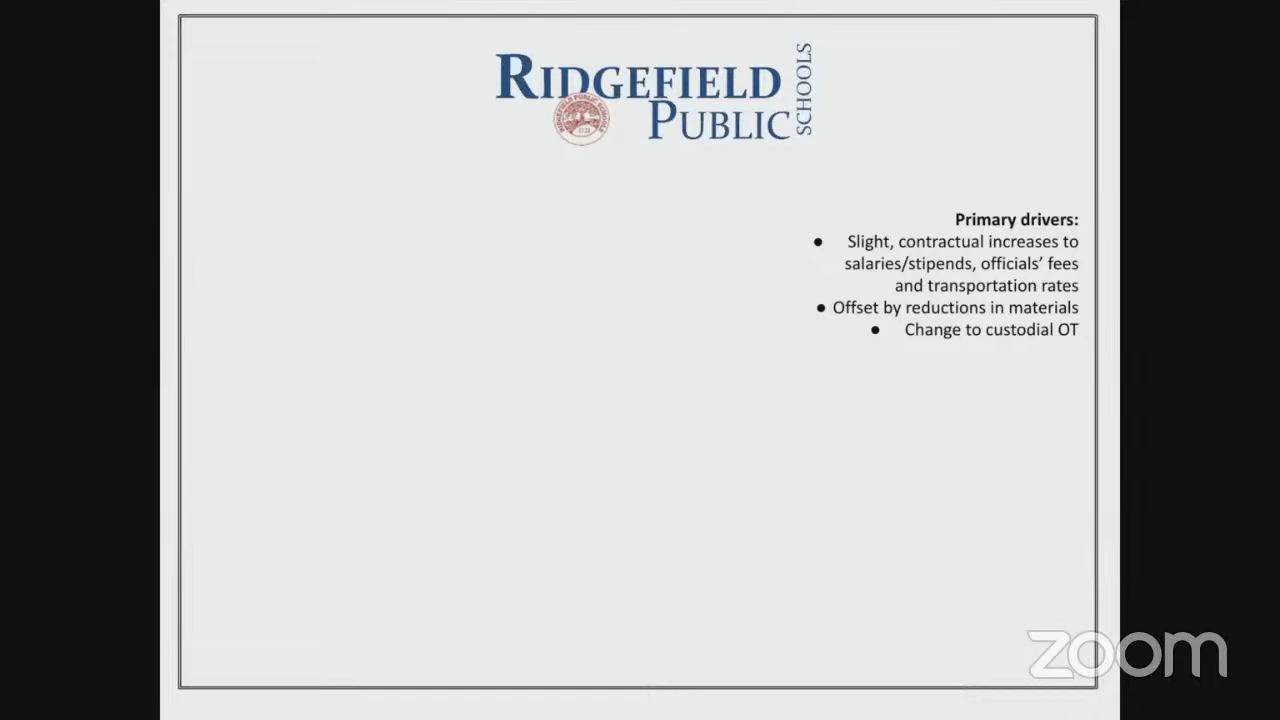 RIDGEFIELD
PUBLIC
SCHOOLS
Primary drivers:
● Slight, contractual increases to
salaries/stipends, officials’ fees
and transportation rates
● Offset by reductions in materials
● Change to custodial OT
zoom